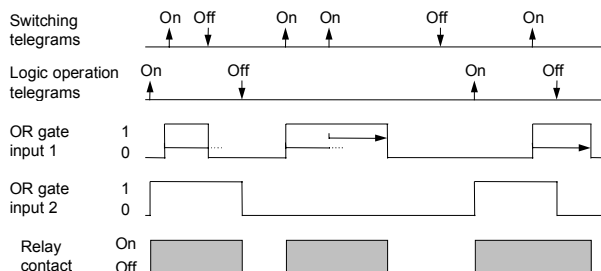 Switching telegrams On Off On On Off On
Logic operation telegrams On Off On Off
OR gate input 1 1 0
OR gate input 2 1 0
Relay contact On Off